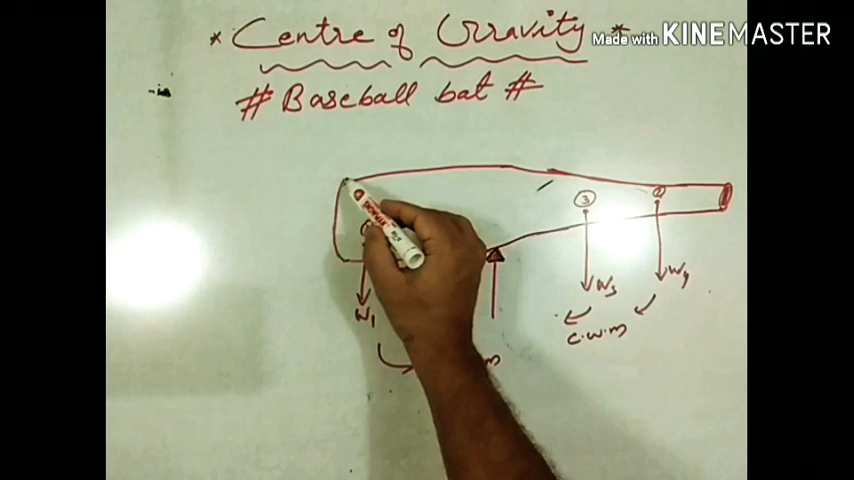 * Centre of Gravity *
Made with KINEMASTER
# Baseball bat #
3
W1
W3
W4
C.W.M